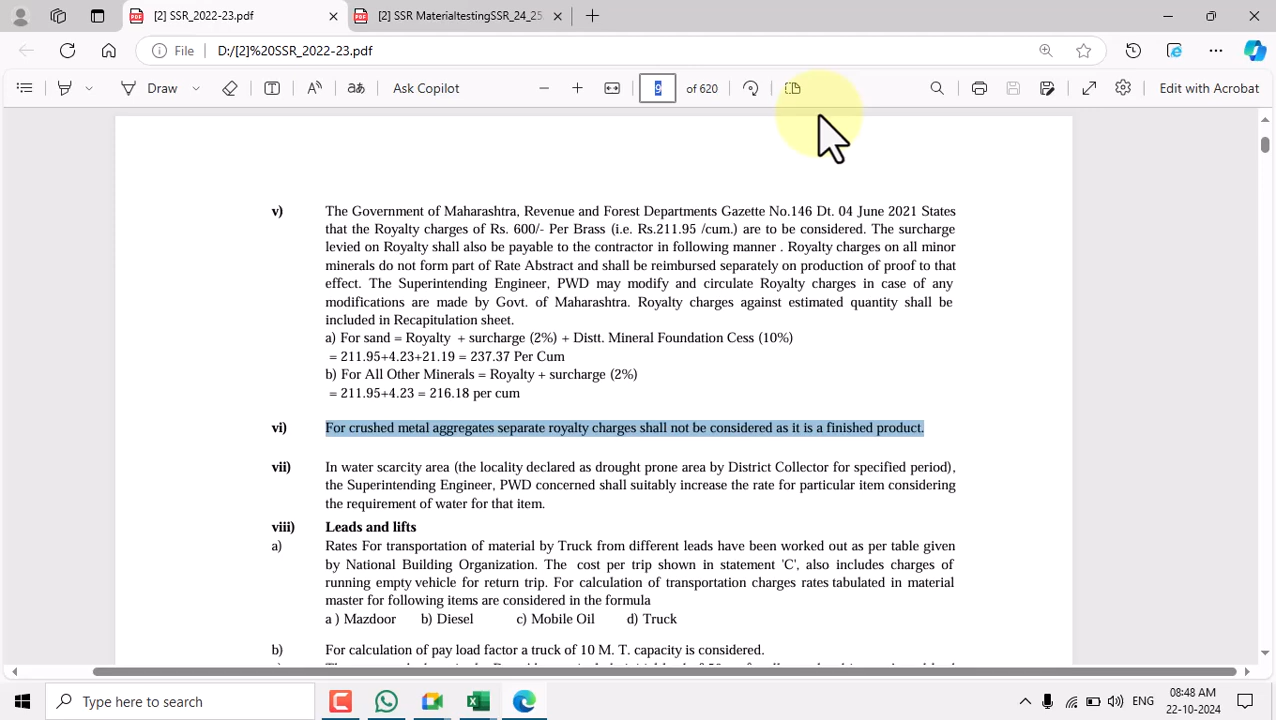 [2] SSR_2022-23.pdf
[2] SSR MaterialtestingSSR_24_25
File
D:/[2]%20SSR_2022-23.pdf
Draw
Ask Copilot
9
of 620
Edit with Acrobat
v) The Government of Maharashtra, Revenue and Forest Departments Gazette No.146 Dt. 04 June 2021 States
that the Royalty charges of Rs. 600/- Per Brass (i.e. Rs.211.95 /cum.) are to be considered. The surcharge
levied on Royalty shall also be payable to the contractor in following manner . Royalty charges on all minor
minerals do not form part of Rate Abstract and shall be reimbursed separately on production of proof to that
effect. The Superintending Engineer, PWD may modify and circulate Royalty charges in case of any
modifications are made by Govt. of Maharashtra. Royalty charges against estimated quantity shall be
included in Recapitulation sheet.
a) For sand = Royalty + surcharge (2%) + Distt. Mineral Foundation Cess (10%)
= 211.95+4.23+21.19 = 237.37 Per Cum
b) For All Other Minerals = Royalty + surcharge (2%)
= 211.95+4.23 = 216.18 per cum
vi) For crushed metal aggregates separate royalty charges shall not be considered as it is a finished product.
vii) In water scarcity area (the locality declared as drought prone area by District Collector for specified period),
the Superintending Engineer, PWD concerned shall suitably increase the rate for particular item considering
the requirement of water for that item.
viii) Leads and lifts
a) Rates For transportation of material by Truck from different leads have been worked out as per table given
by National Building Organization. The cost per trip shown in statement 'C', also includes charges of
running empty vehicle for return trip. For calculation of transportation charges rates tabulated in material
master for following items are considered in the formula
a ) Mazdoor b) Diesel c) Mobile Oil d) Truck
b) For calculation of pay load factor a truck of 10 M. T. capacity is considered.
Type here to search
ENG
08:48 AM
22-10-2024